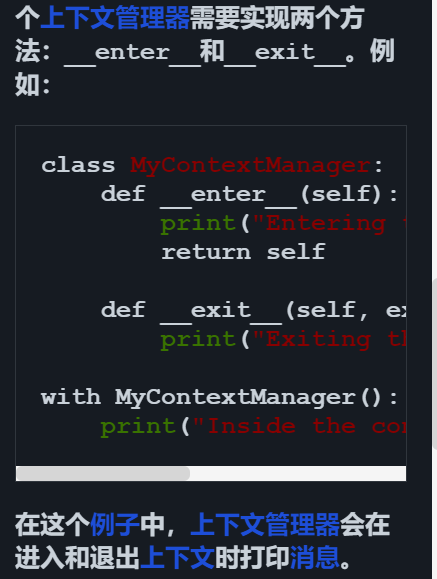 个上下文管理器需要实现两个方
法：__enter__和__exit__。例
如：
class MyContextManager:
    def __enter__(self):
        print("Entering
        return self
    def __exit__(self,
        print("Exiting
with MyContextManager():
    print("Inside the
在这个例子中，上下文管理器会在
进入和退出上下文时打印消息。